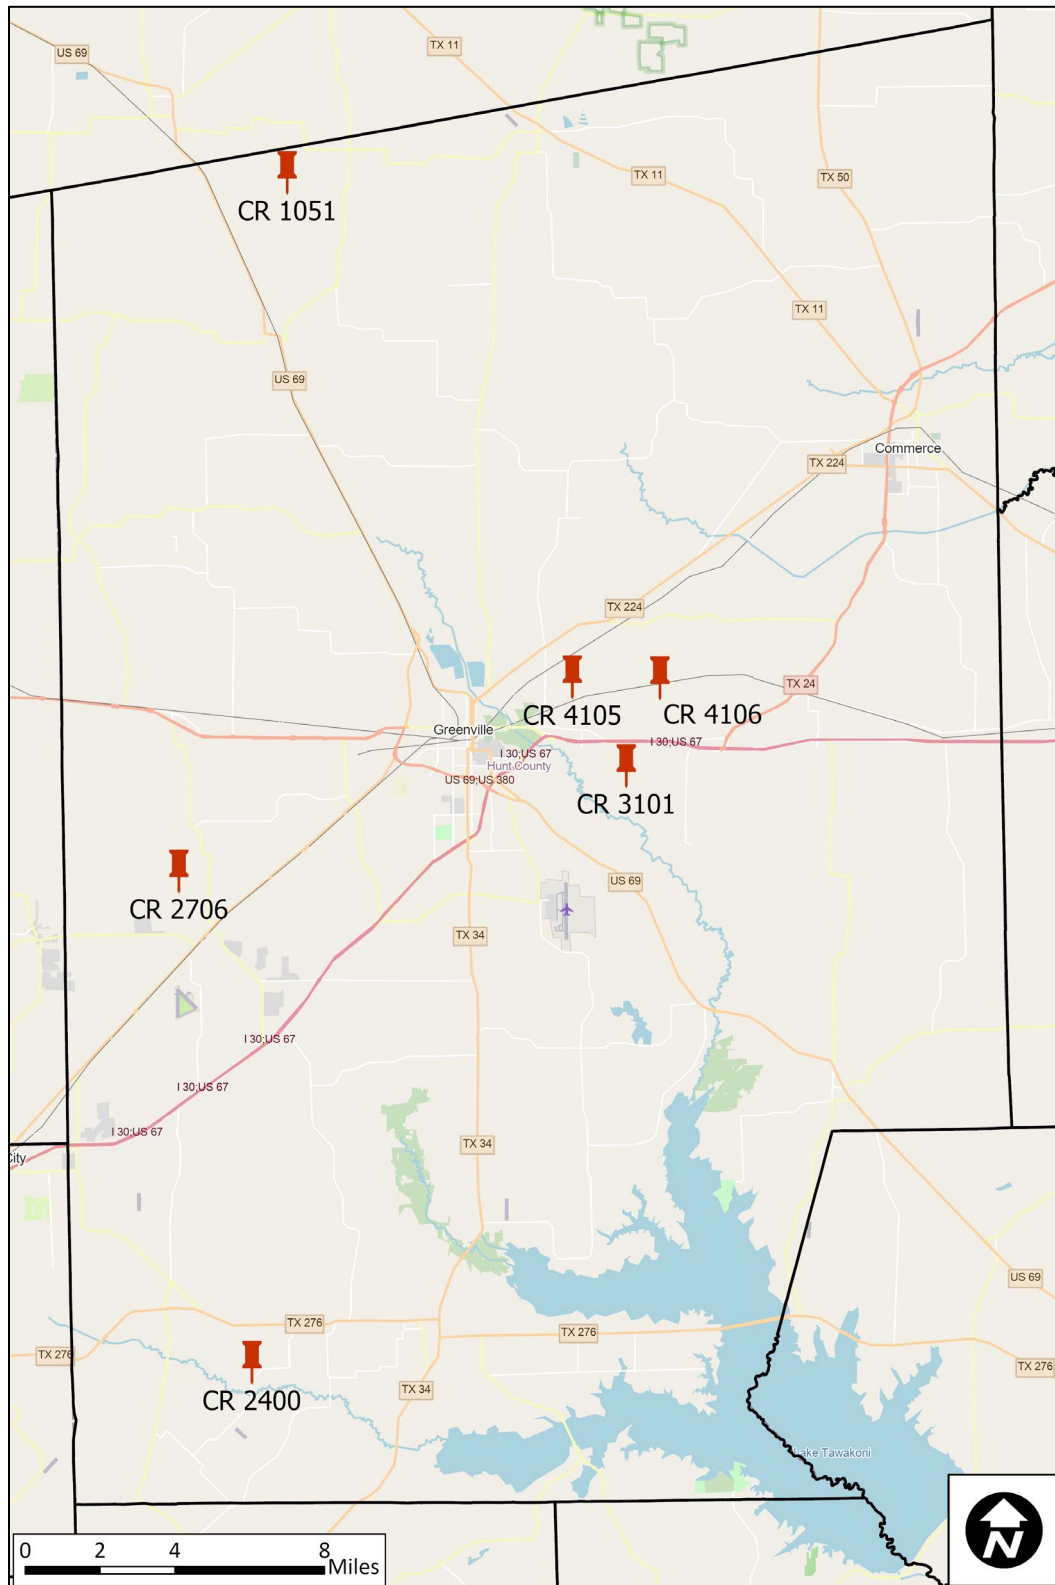 TX 11
US 69
CR 1051
TX 11
TX 50
TX 11
US 69
Commerce
TX 224
TX 224
TX 24
CR 4105
CR 4106
Greenville
I 30;US 67
I 30;US 67
Hunt County
US 69;US 380
CR 3101
US 69
CR 2706
TX 34
I 30;US 67
I 30;US 67
I 30;US 67
TX 34
City
US 69
TX 276
TX 276
TX 276
TX 276
TX 34
CR 2400
Lake Tawakoni
N
0 2 4 8
Miles